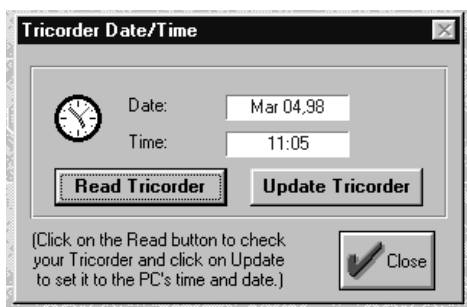 Tricorder Date/Time
Date: Mar 04,98
Time: 11:05
Read Tricorder Update Tricorder
(Click on the Read button to check
your Tricorder and click on Update
to set it to the PC's time and date.)
Close